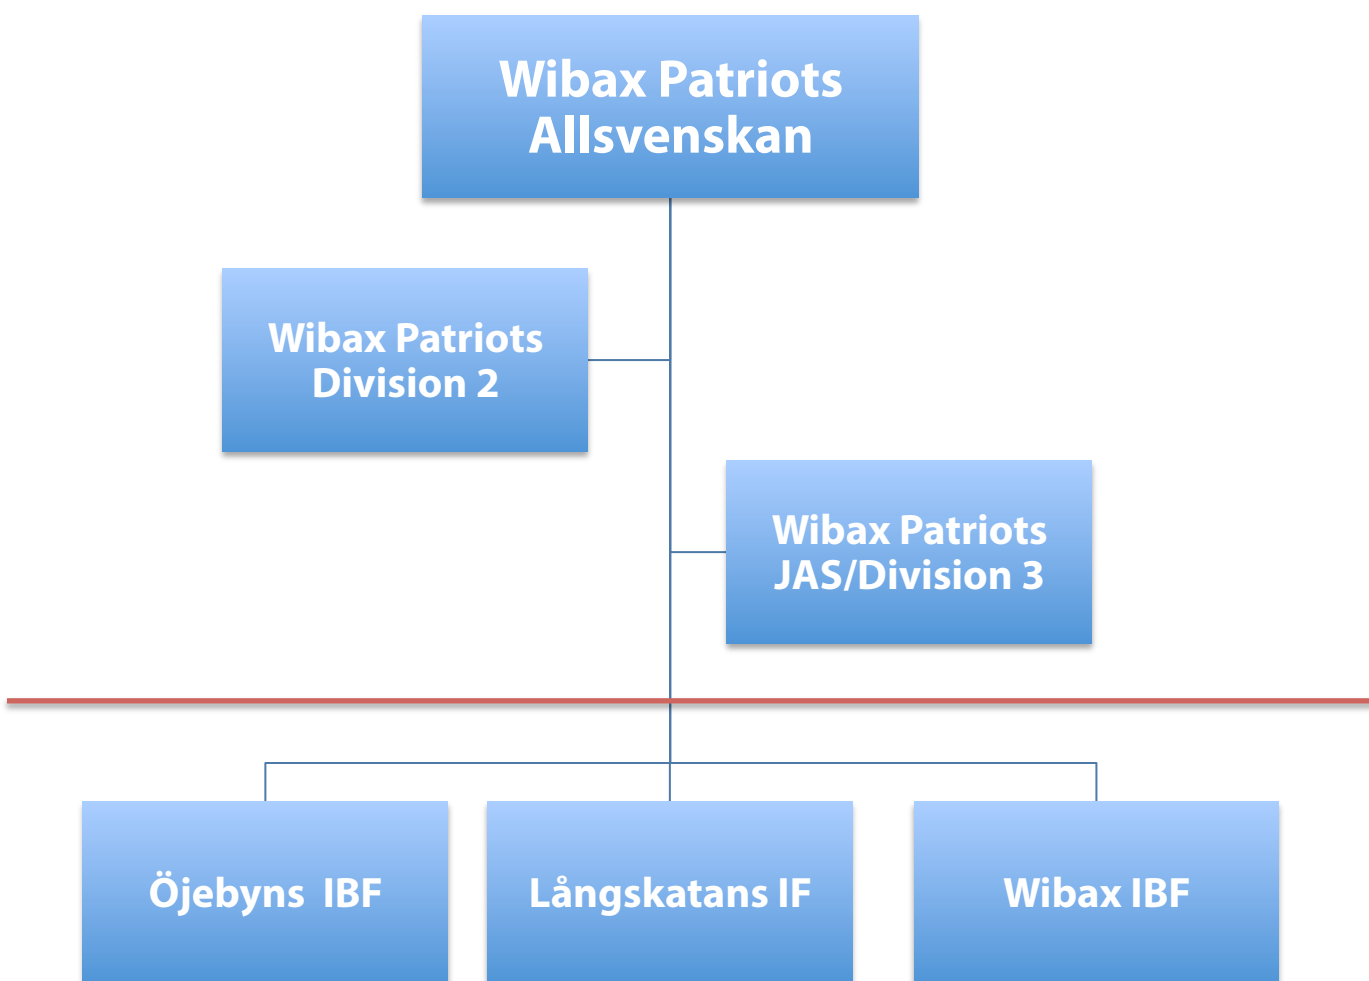 Wibax Patriots
Allsvenskan
Wibax Patriots
Division 2
Wibax Patriots
JAS/Division 3
Öjebyns  IBF
Långskatans IF
Wibax IBF